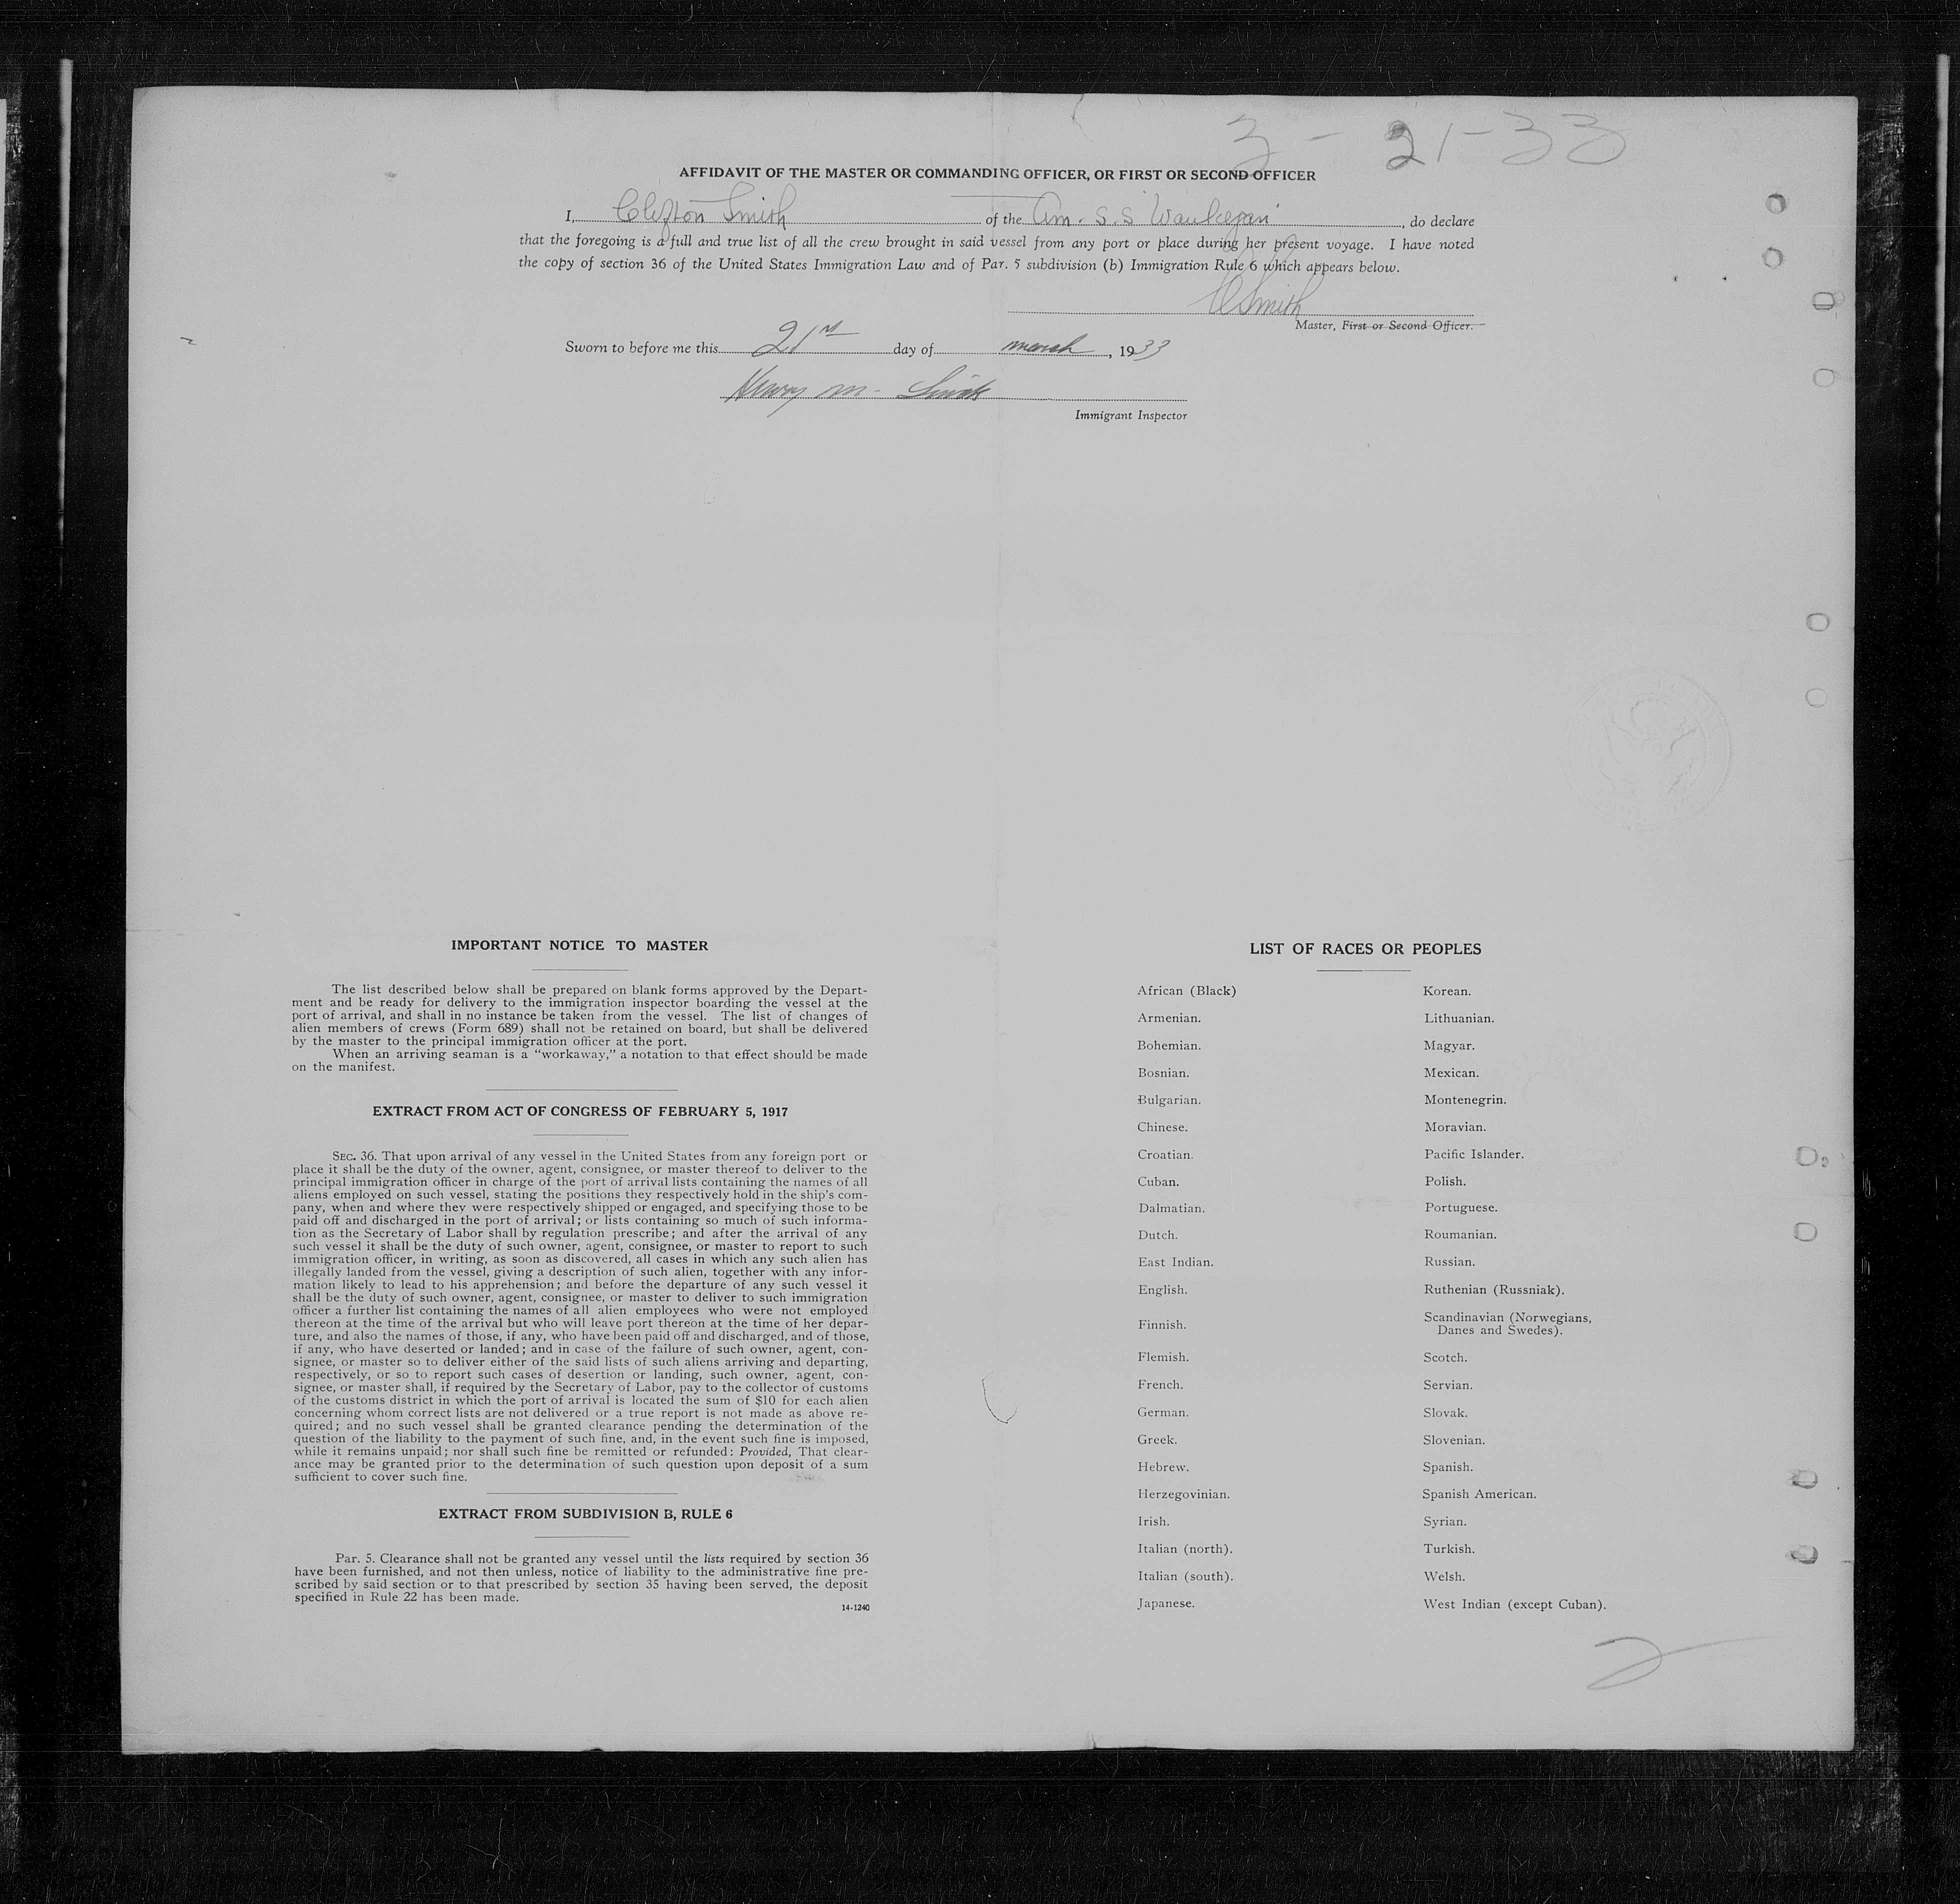 3-21-33
AFFIDAVIT OF THE MASTER OR COMMANDING OFFICER, OR FIRST OR SECOND OFFICER
I, Clifton Smith of the Am. S.S Waukegan, do declare
that the foregoing is a full and true list of all the crew brought in said vessel from any port or place during her present voyage. I have noted
the copy of section 36 of the United States Immigration Law and of Par. 5 subdivision (b) Immigration Rule 6 which appears below.
C Smith
Master, First or Second Officer.
Sworn to before me this 21st day of march, 1933
Henry M.
Immigrant Inspector
IMPORTANT NOTICE TO MASTER
The list described below shall be prepared on blank forms approved by the Depart-
ment and be ready for delivery to the immigration inspector boarding the vessel at the
port of arrival, and shall in no instance be taken from the vessel. The list of changes of
alien members of crews (Form 689) shall not be retained on board, but shall be delivered
by the master to the principal immigration officer at the port.
When an arriving seaman is a "workaway," a notation to that effect should be made
on the manifest.
EXTRACT FROM ACT OF CONGRESS OF FEBRUARY 5, 1917
SEC. 36. That upon arrival of any vessel in the United States from any foreign port or
place it shall be the duty of the owner, agent, consignee, or master thereof to deliver to the
principal immigration officer in charge of the port of arrival lists containing the names of all
aliens employed on such vessel, stating the positions they respectively hold in the ship's com-
pany, when and where they were respectively shipped or engaged, and specifying those to be
paid off and discharged in the port of arrival; or lists containing so much of such informa-
tion as the Secretary of Labor shall by regulation prescribe; and after the arrival of any
such vessel it shall be the duty of such owner, agent, consignee, or master to report to such
immigration officer, in writing, as soon as discovered, all cases in which any such alien has
illegally landed from the vessel, giving a description of such alien, together with any infor-
mation likely to lead to his apprehension; and before the departure of any such vessel it
shall be the duty of such owner, agent, consignee, or master to deliver to such immigration
officer a further list containing the names of all alien employees who were not employed
thereon at the time of the arrival but who will leave port thereon at the time of her depar-
ture, and also the names of those, if any, who have been paid off and discharged, and of those,
if any, who have deserted or landed; and in case of the failure of such owner, agent, con-
signee, or master so to deliver either of the said lists of such aliens arriving and departing,
respectively, or so to report such cases of desertion or landing, such owner, agent, con-
signee, or master shall, if required by the Secretary of Labor, pay to the collector of customs
of the customs district in which the port of arrival is located the sum of $10 for each alien
concerning whom correct lists are not delivered or a true report is not made as above re-
quired; and no such vessel shall be granted clearance pending the determination of the
question of the liability to the payment of such fine, and, in the event such fine is imposed,
while it remains unpaid; nor shall such fine be remitted or refunded: Provided, That clear-
ance may be granted prior to the determination of such question upon deposit of a sum
sufficient to cover such fine.
EXTRACT FROM SUBDIVISION B, RULE 6
Par. 5. Clearance shall not be granted any vessel until the lists required by section 36
have been furnished, and not then unless, notice of liability to the administrative fine pre-
scribed by said section or to that prescribed by section 35 having been served, the deposit
specified in Rule 22 has been made.
14-1240
LIST OF RACES OR PEOPLES
African (Black)
Armenian.
Bohemian.
Bosnian.
Bulgarian.
Chinese.
Croatian.
Cuban.
Dalmatian.
Dutch.
East Indian.
English.
Finnish.
Flemish.
French.
German.
Greek.
Hebrew.
Herzegovinian.
Irish.
Italian (north).
Italian (south).
Japanese.
Korean.
Lithuanian.
Magyar.
Mexican.
Montenegrin.
Moravian.
Pacific Islander.
Polish.
Portuguese.
Roumanian.
Russian.
Ruthenian (Russniak).
Scandinavian (Norwegians,
Danes and Swedes).
Scotch.
Servian.
Slovak.
Slovenian.
Spanish.
Spanish American.
Syrian.
Turkish.
Welsh.
West Indian (except Cuban).
2